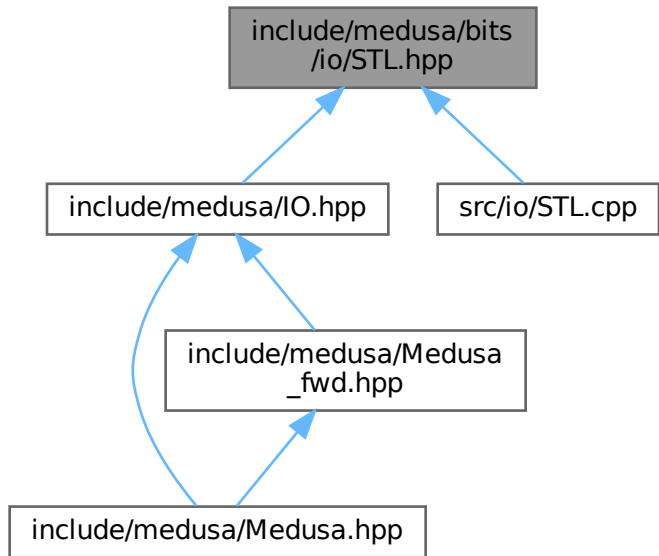 include/medusa/bits
/io/STL.hpp
include/medusa/IO.hpp
src/io/STL.cpp
include/medusa/Medusa
_fwd.hpp
include/medusa/Medusa.hpp